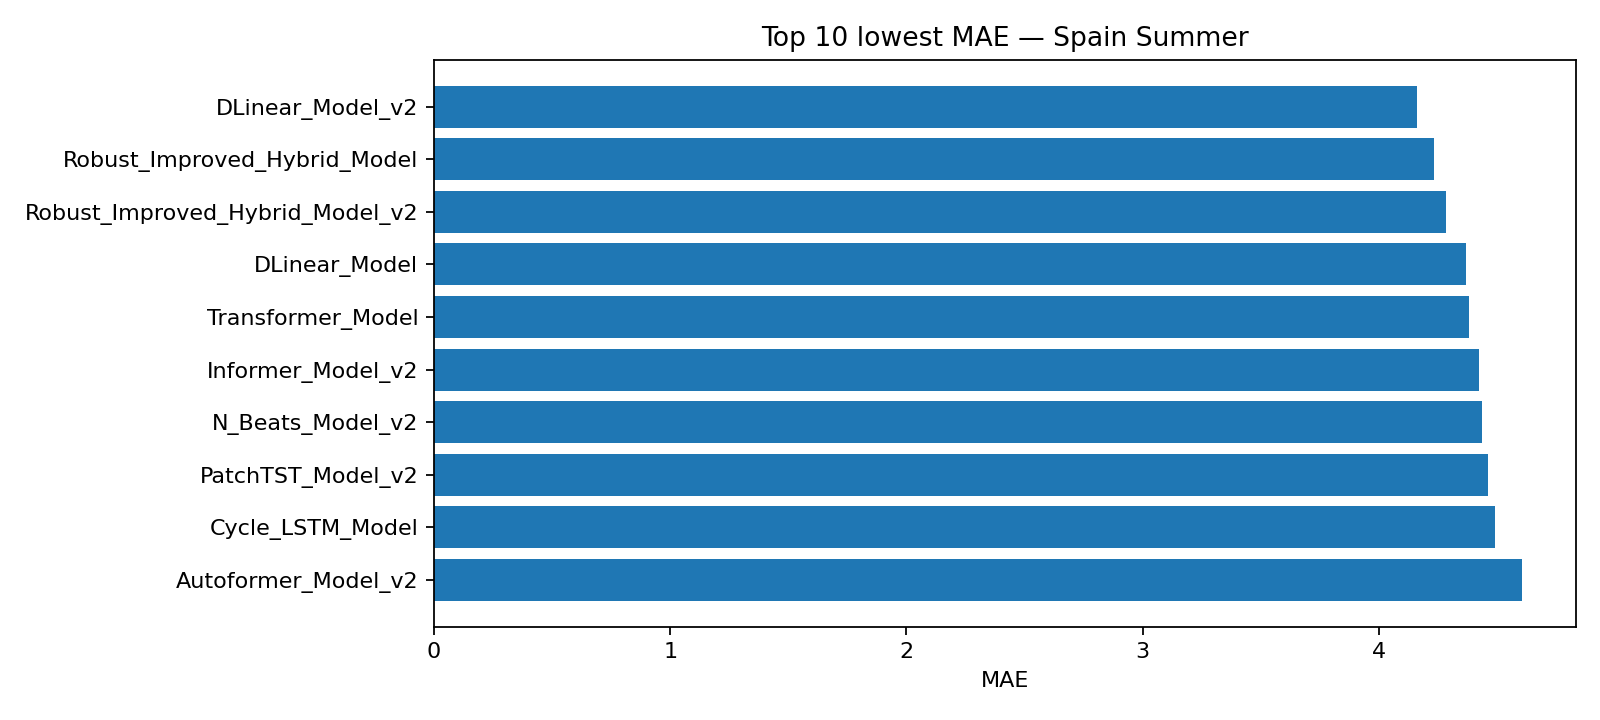 Top 10 lowest MAE — Spain Summer
DLinear_Model_v2
Robust_Improved_Hybrid_Model
Robust_Improved_Hybrid_Model_v2
DLinear_Model
Transformer_Model
Informer_Model_v2
N_Beats_Model_v2
PatchTST_Model_v2
Cycle_LSTM_Model
Autoformer_Model_v2
0 1 2 3 4
MAE